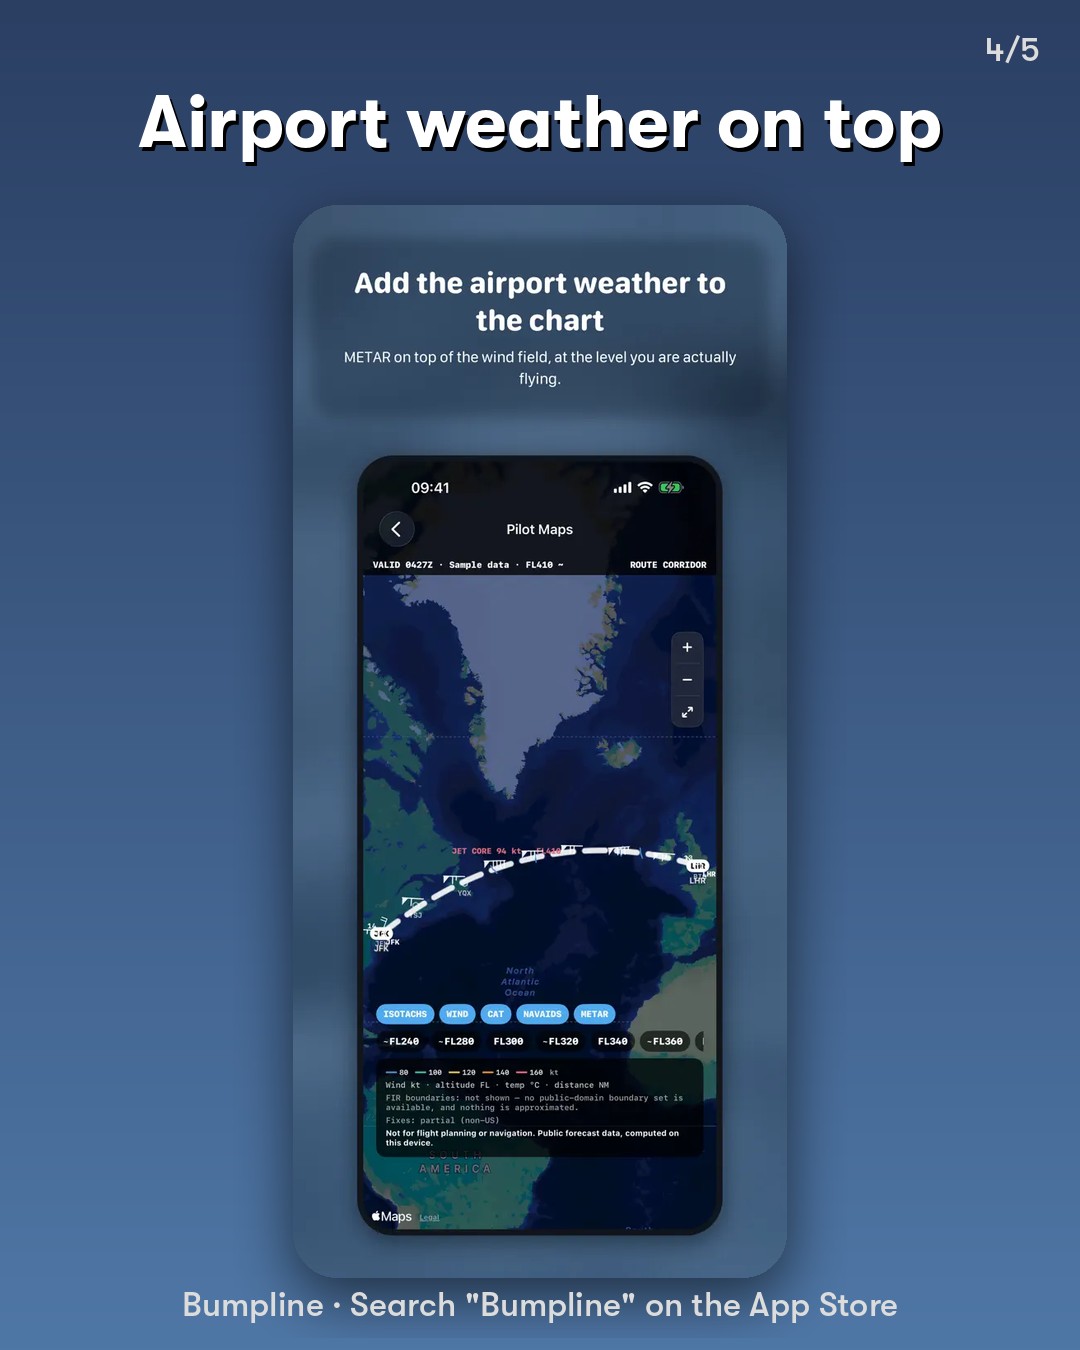 4/5
Airport weather on top
Add the airport weather to
the chart
METAR on top of the wind field, at the level you are actually
flying.
09:41
Pilot Maps
VALID 0427Z · Sample data · FL410 ~
ROUTE CORRIDOR
+
−
JET CORE 94 kt
YQX
LHR
LHR
JFK
JFK
North
Atlantic
Ocean
ISOTACHS WIND CAT NAVAIDS METAR
~FL240 ~FL280 FL300 ~FL320 FL340 ~FL360
80 100 120 140 160 kt
Wind kt · altitude FL · temp °C · distance NM
FIR boundaries: not shown — no public-domain boundary set is
available, and nothing is approximated.
Fixes: partial (non-US)
Not for flight planning or navigation. Public forecast data, computed on
this device.
SOUTH
AMERICA
Maps Legal
Bumpline · Search "Bumpline" on the App Store